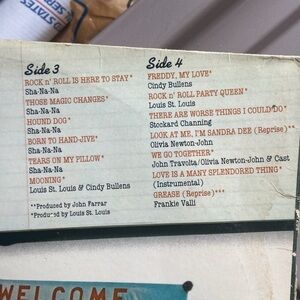 STATES
Side 3
ROCK n' ROLL IS HERE TO STAY*
Sha-Na-Na
THOSE MAGIC CHANGES*
Sha-Na-Na
HOUND DOG*
Sha-Na-Na
BORN TO HAND-JIVE*
Sha-Na-Na
TEARS ON MY PILLOW*
Sha-Na-Na
MOONING*
Louis St. Louis & Cindy Bullens
**Produced by John Farrar
*Produced by Louis St. Louis
Side 4
FREDDY, MY LOVE*
Cindy Bullens
ROCK n' ROLL PARTY QUEEN*
Louis St. Louis
THERE ARE WORSE THINGS I COULD DO*
Stockard Channing
LOOK AT ME, I'M SANDRA DEE (Reprise)**
Olivia Newton-John
WE GO TOGETHER*
John Travolta/Olivia Newton-John & Cast
LOVE IS A MANY SPLENDORED THING*
(Instrumental)
GREASE (Reprise)***
Frankie Valli
WELCOME